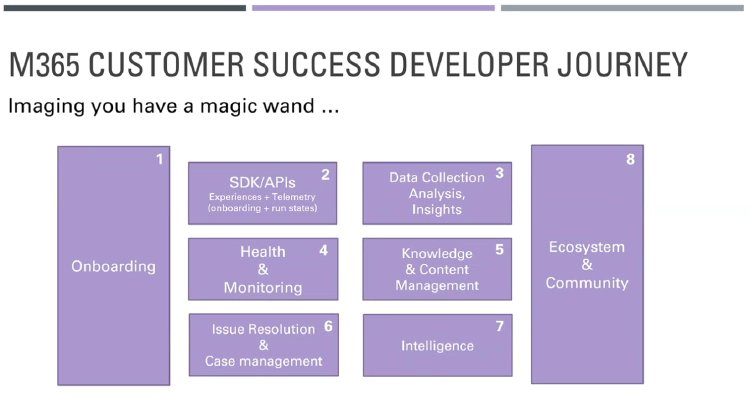 M365 CUSTOMER SUCCESS DEVELOPER JOURNEY
Imaging you have a magic wand ...
1
Onboarding
2
SDK/APIs
Experiences + Telemetry
(onboarding + run states)
3
Data Collection
Analysis,
Insights
4
Health
&
Monitoring
5
Knowledge
& Content
Management
6
Issue Resolution
&
Case management
7
Intelligence
8
Ecosystem
&
Community